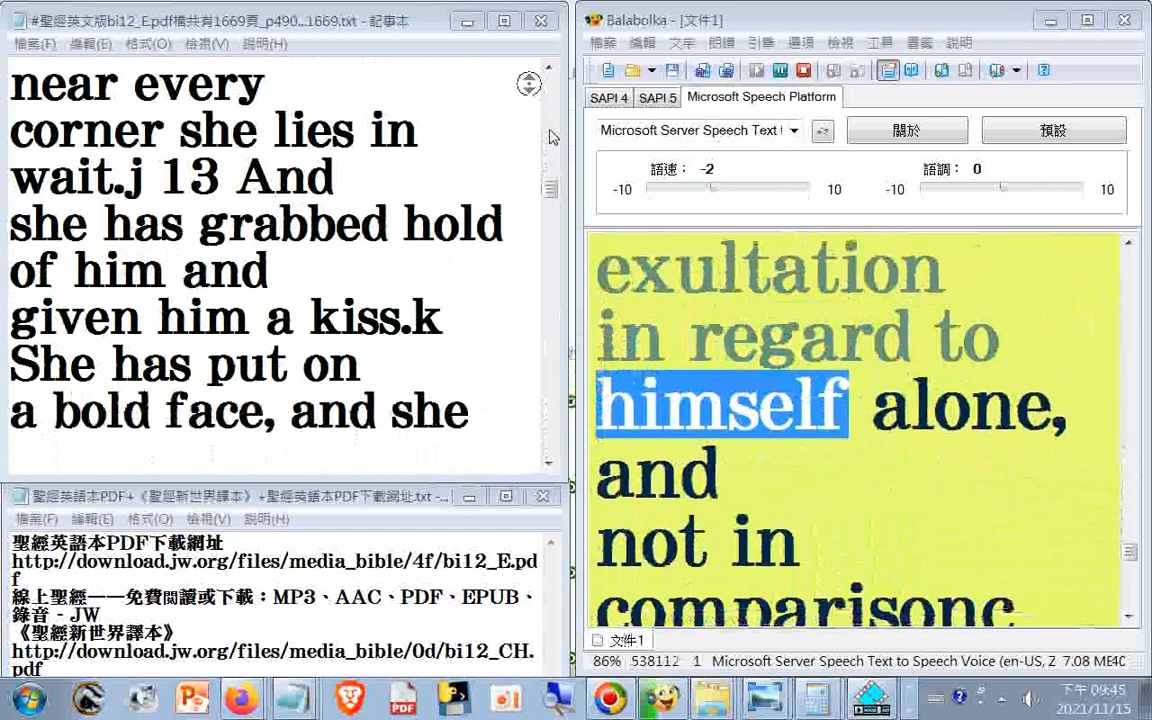 #聖經英文版bi12_E.pdf檔共有1669頁_p490...1669.txt - 記事本
檔案(F) 編輯(E) 格式(O) 檢視(V) 說明(H)
near every
corner she lies in
wait.j 13 And
she has grabbed hold
of him and
given him a kiss.k
She has put on
a bold face, and she
聖經英語本PDF+《聖經新世界譯本》+聖經英語本PDF下載網址.txt -...
檔案(F) 編輯(E) 格式(O) 檢視(V) 說明(H)
聖經英語本PDF下載網址
http://download.jw.org/files/media_bible/4f/bi12_E.pd
f
線上聖經——免費閱讀或下載：MP3、AAC、PDF、EPUB、
錄音 - JW
《聖經新世界譯本》
http://download.jw.org/files/media_bible/0d/bi12_CH.
pdf
Balabolka - [文件1]
檔案 編輯 文字 朗讀 引擎 選項 檢視 工具 書籤 說明
SAPI 4 SAPI 5 Microsoft Speech Platform
Microsoft Server Speech Text 關於 預設
語速： -2 語調： 0
-10 10 -10 10
exultation
in regard to
himself alone,
and
not in
comparisonc
文件1
86% 538112 1 Microsoft Server Speech Text to Speech Voice (en-US, Z 7.08 ME4C
下午 09:45
2021/11/15